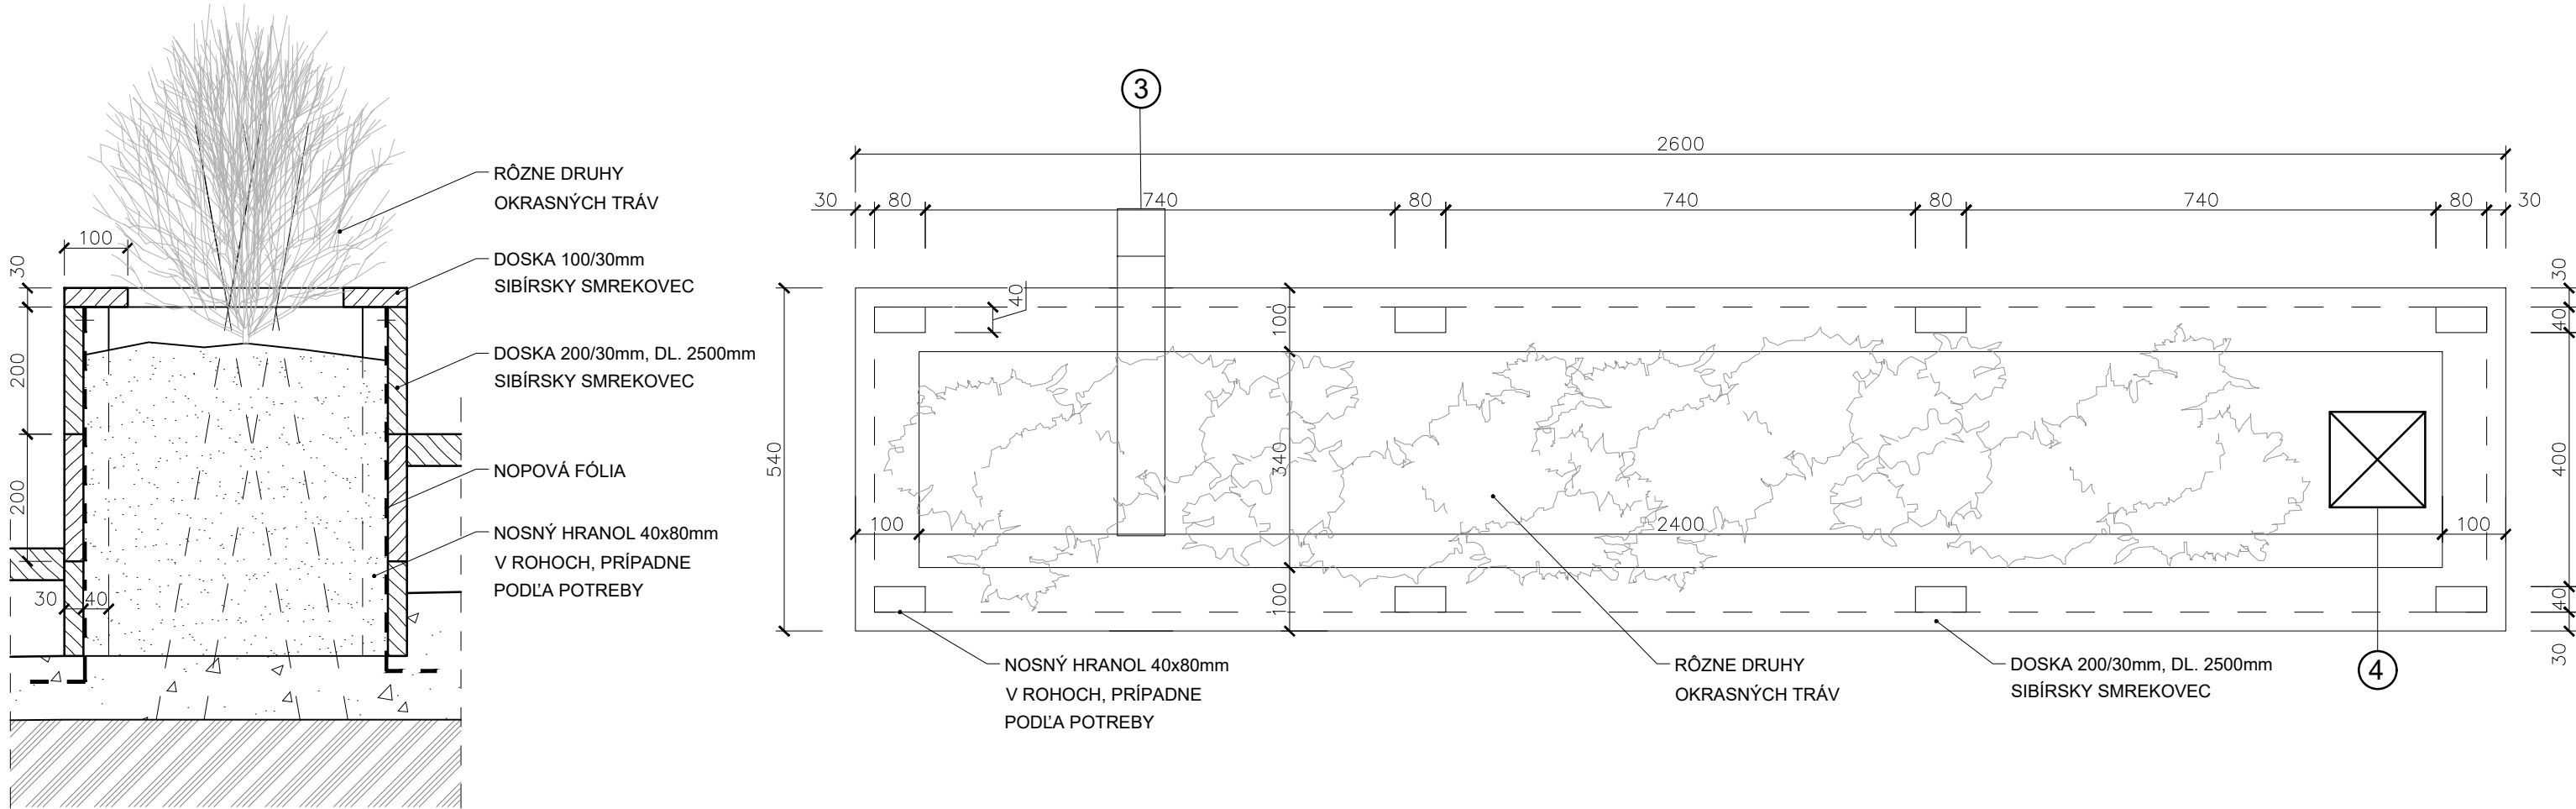 RÔZNE DRUHY
OKRASNÝCH TRÁV
100
DOSKA 100/30mm
SIBÍRSKY SMREKOVEC
30
200
DOSKA 200/30mm, DL. 2500mm
SIBÍRSKY SMREKOVEC
NOPOVÁ FÓLIA
200
NOSNÝ HRANOL 40x80mm
V ROHOCH, PRÍPADNE
PODĽA POTREBY
30 40
3
2600
30 80 740 80 740 80 740 80 30
40
100
30
40
540
340
400
100 2400 100
100
40
30
4
NOSNÝ HRANOL 40x80mm
V ROHOCH, PRÍPADNE
PODĽA POTREBY
RÔZNE DRUHY
OKRASNÝCH TRÁV
DOSKA 200/30mm, DL. 2500mm
SIBÍRSKY SMREKOVEC